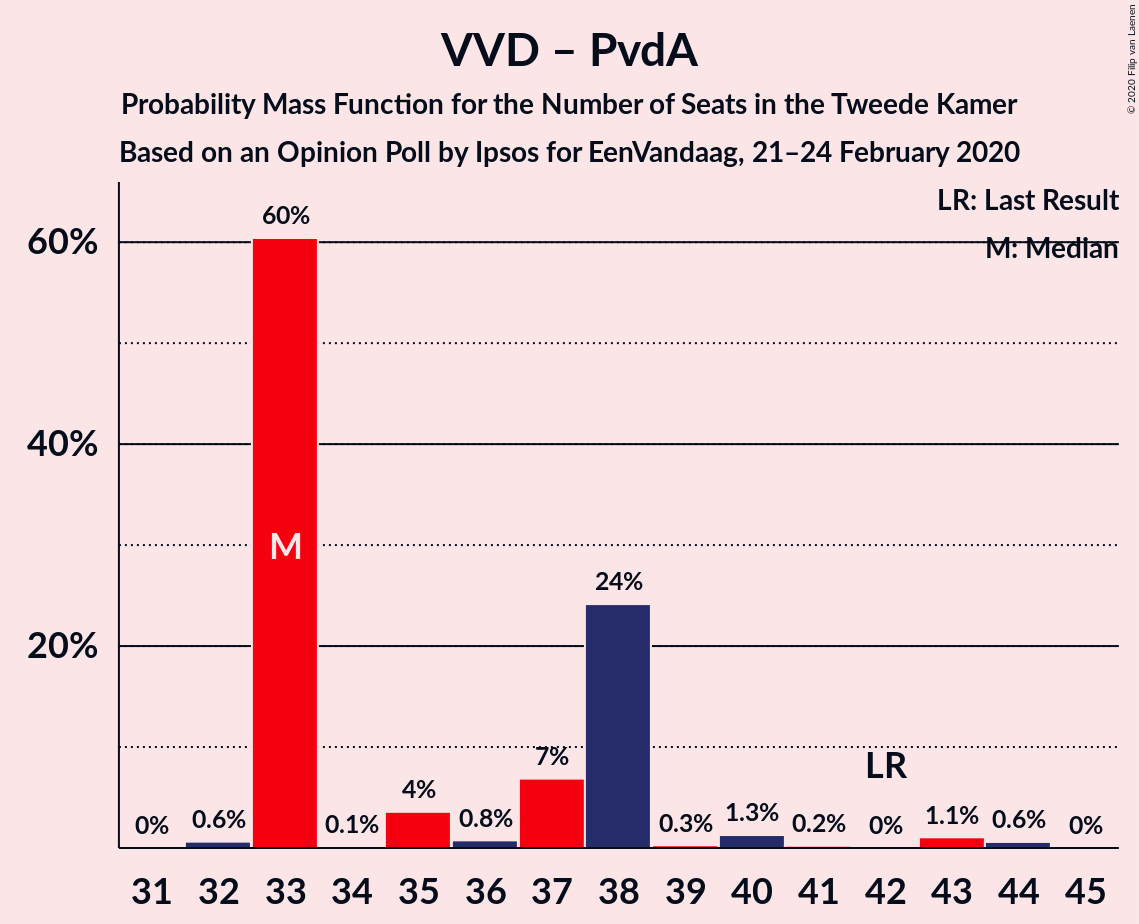 VVD – PvdA
Probability Mass Function for the Number of Seats in the Tweede Kamer
Based on an Opinion Poll by Ipsos for EenVandaag, 21–24 February 2020
© 2020 Filip van Laenen
LR: Last Result
M: Median
60%
40%
20%
0%
0.6%
60%
M
0.1%
4%
0.8%
7%
24%
0.3%
1.3%
0.2%
LR
0%
1.1%
0.6%
0%
31 32 33 34 35 36 37 38 39 40 41 42 43 44 45